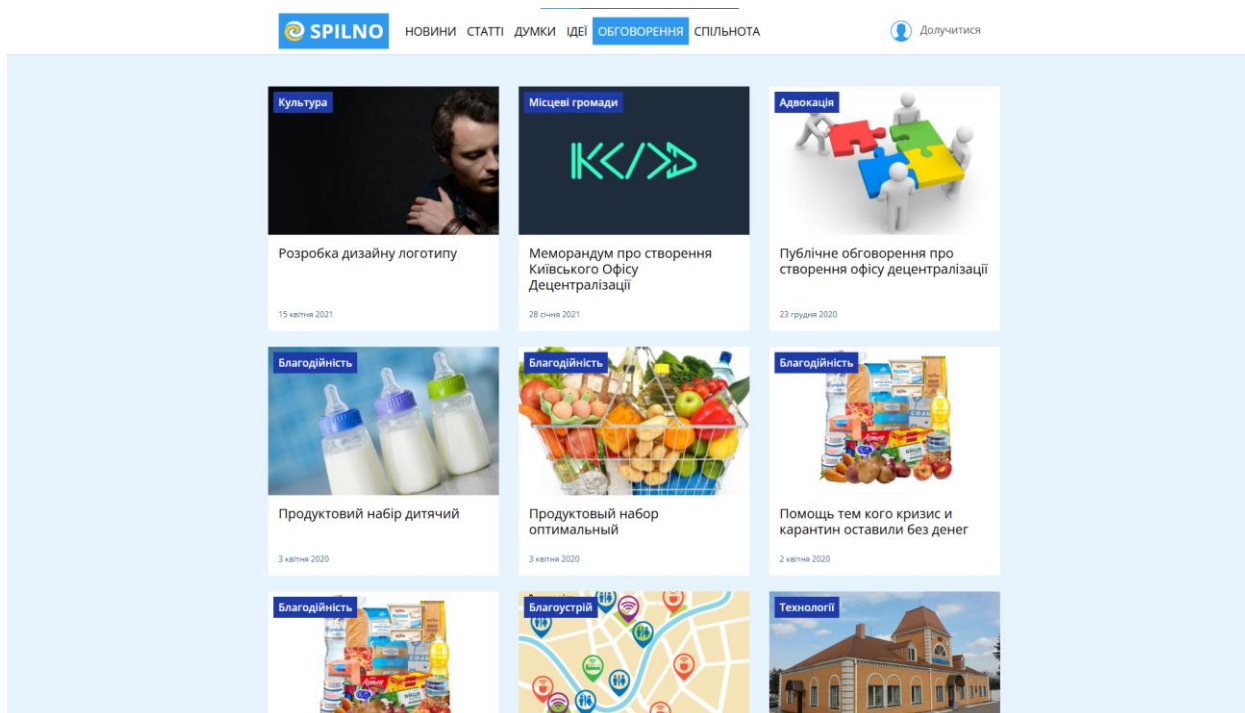 SPILNO
НОВИНИ СТАТТІ ДУМКИ ІДЕЇ ОБГОВОРЕННЯ СПІЛЬНОТА
Долучитися
Культура
Розробка дизайну логотипу
15 квітня 2021
Місцеві громади
Меморандум про створення
Київського Офісу
Децентралізації
28 січня 2021
Адвокація
Публічне обговорення про
створення офісу децентралізації
23 грудня 2020
Благодійність
Продуктовий набір дитячий
3 квітня 2020
Благодійність
Продуктовый набор
оптимальный
3 квітня 2020
Благодійність
Помощь тем кого кризис и
карантин оставили без денег
2 квітня 2020
Благодійність
Благоустрій
Технології